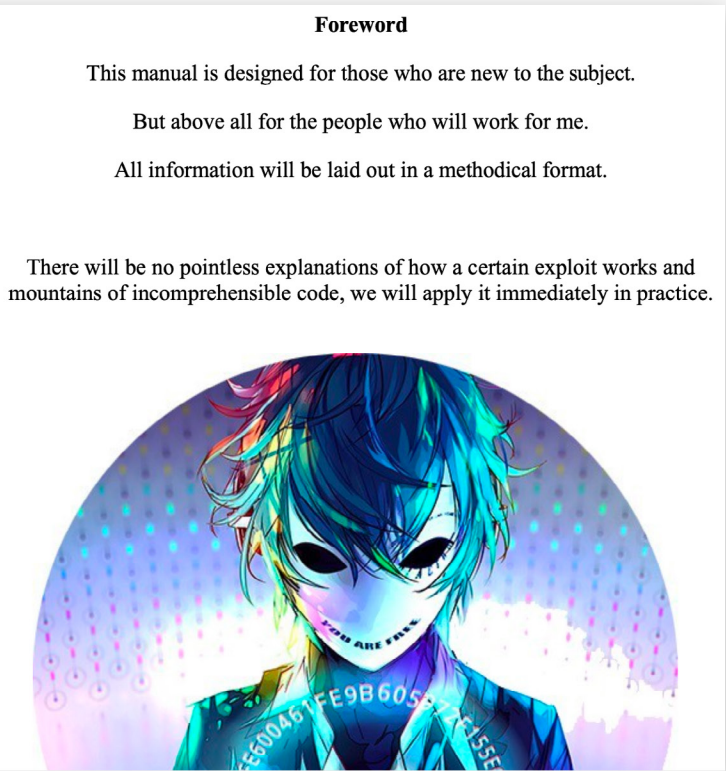 Foreword
This manual is designed for those who are new to the subject.
But above all for the people who will work for me.
All information will be laid out in a methodical format.
There will be no pointless explanations of how a certain exploit works and
mountains of incomprehensible code, we will apply it immediately in practice.
YOU ARE FREE